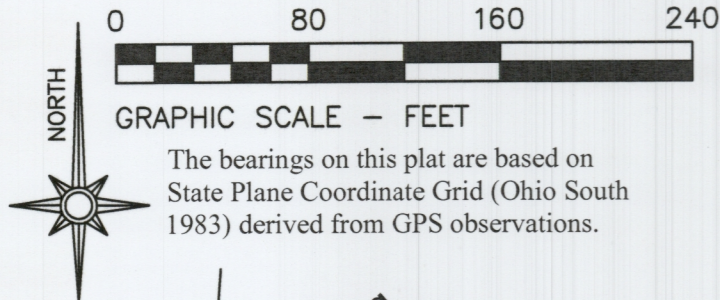 0 80 160 240
NORTH
GRAPHIC SCALE – FEET
The bearings on this plat are based on
State Plane Coordinate Grid (Ohio South
1983) derived from GPS observations.